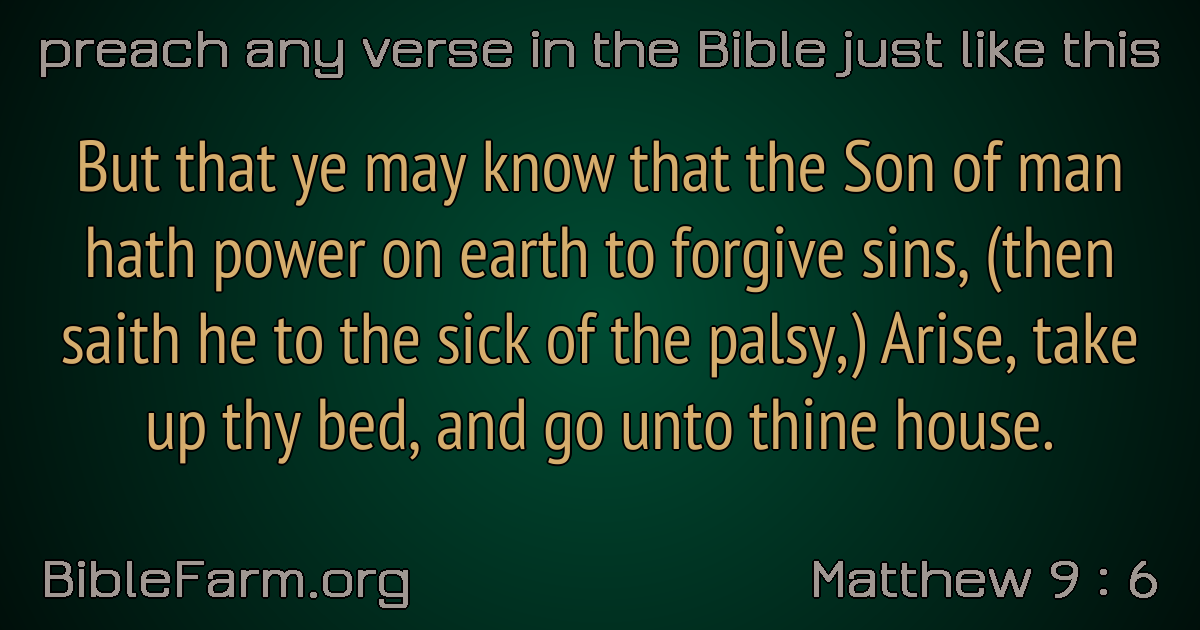 preach any verse in the Bible just like this
But that ye may know that the Son of man
hath power on earth to forgive sins, (then
saith he to the sick of the palsy,) Arise, take
up thy bed, and go unto thine house.
BibleFarm.org
Matthew 9 : 6